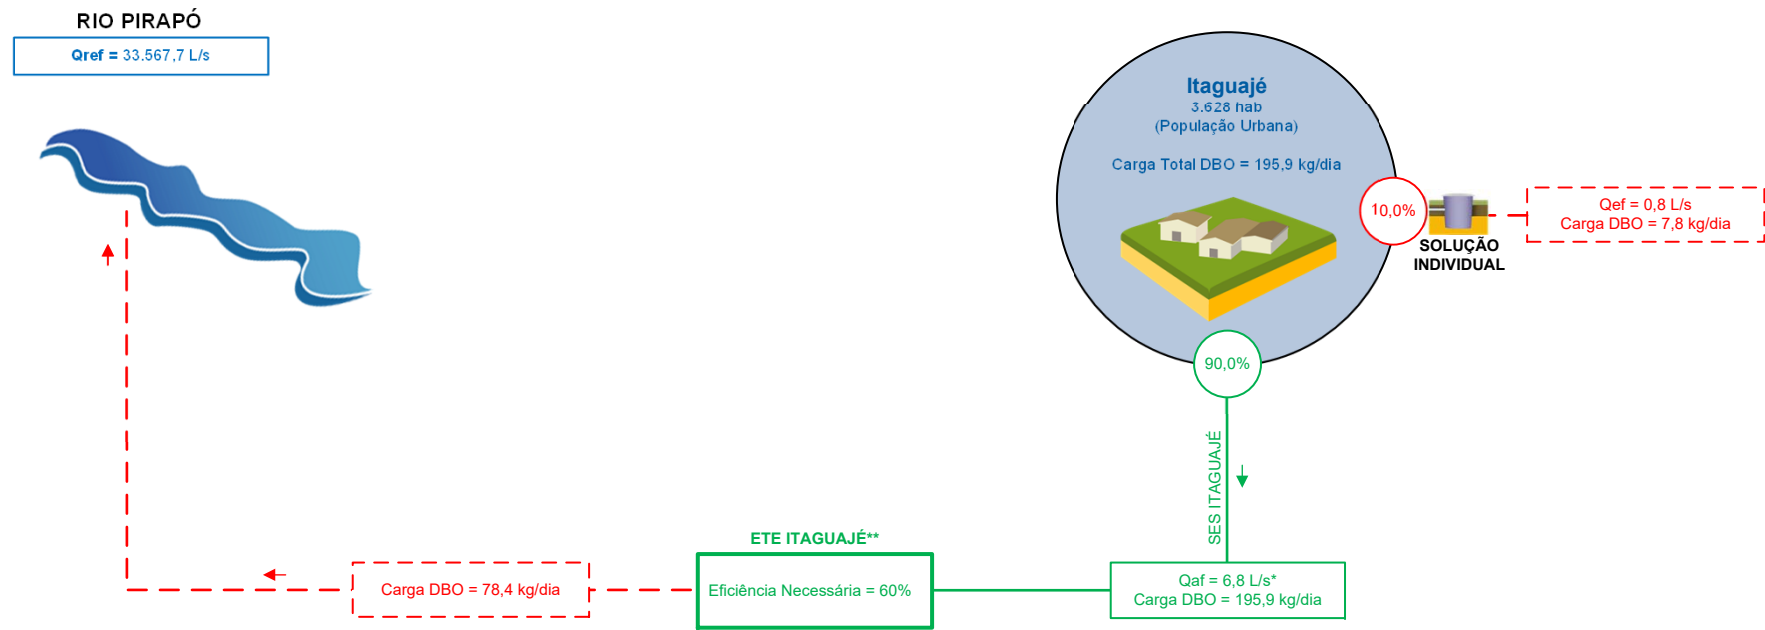 RIO PIRAPÓ
Qref = 33.567,7 L/s
Itaguajé
3.628 hab
(População Urbana)
Carga Total DBO = 195,9 kg/dia
10,0%
SOLUÇÃO
INDIVIDUAL
Qef = 0,8 L/s
Carga DBO = 7,8 kg/dia
90,0%
SES ITAGUAJÉ
ETE ITAGUAJÉ**
Eficiência Necessária = 60%
Carga DBO = 78,4 kg/dia
Qaf = 6,8 L/s*
Carga DBO = 195,9 kg/dia